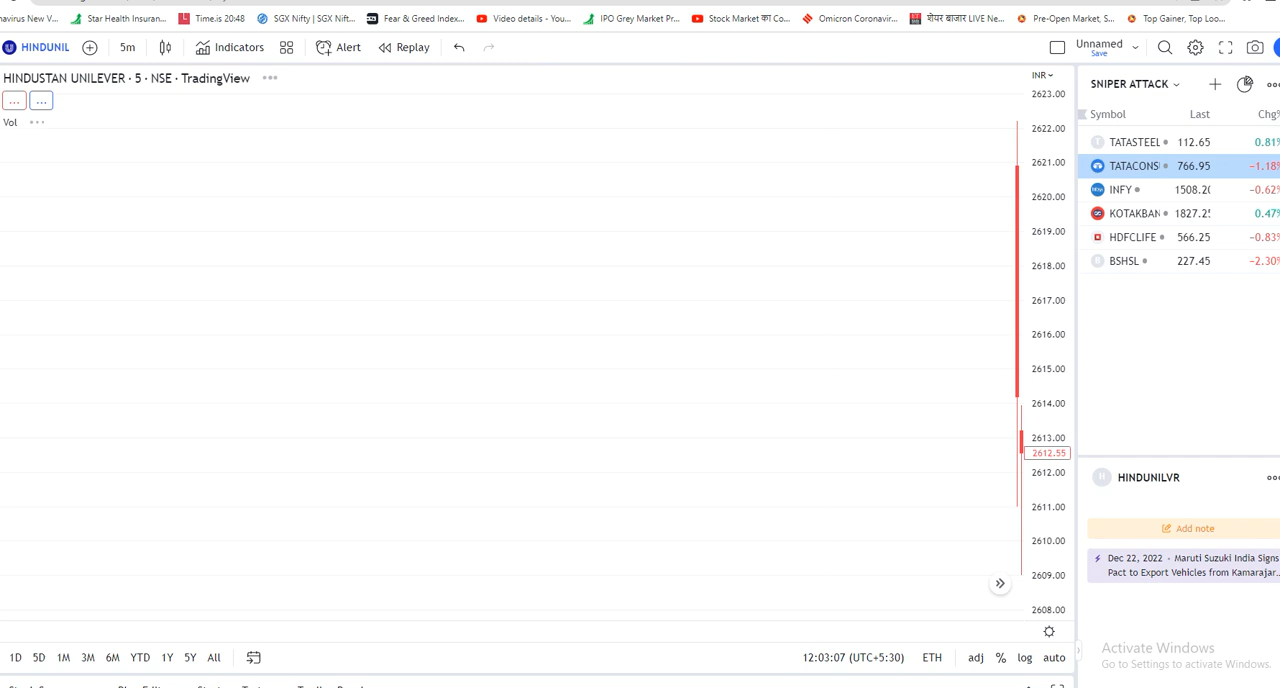 avirus New V... Star Health Insuran... Time.is 20:48 SGX Nifty | SGX Nift... Fear & Greed Index... Video details - You... IPO Grey Market Pr... Stock Market का Co... Omicron Coronavir... शेयर बाजार LIVE Ne... Pre-Open Market, S... Top Gainer, Top Loo...
HINDUNIL 5m Indicators Alert Replay Unnamed
Save
HINDUSTAN UNILEVER · 5 · NSE · TradingView
INR
SNIPER ATTACK
Vol
Symbol Last Chg%
TATASTEEL 112.65 0.81%
TATACONS 766.95 −1.18%
INFY 1508.20 −0.62%
KOTAKBAN 1827.25 0.47%
HDFCLIFE 566.25 −0.83%
BSHSL 227.45 −2.30%
2623.00
2622.00
2621.00
2620.00
2619.00
2618.00
2617.00
2616.00
2615.00
2614.00
2613.00
2612.55
2612.00
2611.00
2610.00
2609.00
2608.00
H HINDUNILVR
Add note
Dec 22, 2022 - Maruti Suzuki India Signs
Pact to Export Vehicles from Kamarajar...
1D 5D 1M 3M 6M YTD 1Y 5Y All 12:03:07 (UTC+5:30) ETH adj % log auto
Activate Windows
Go to Settings to activate Windows.